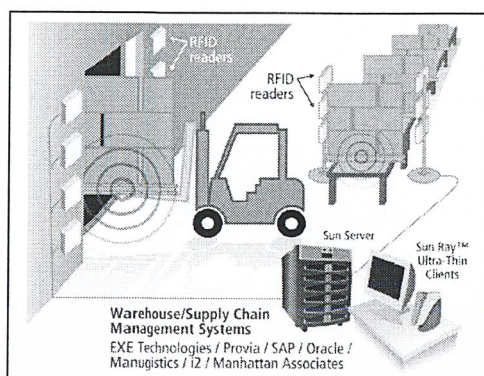 RFID
readers
RFID
readers
Sun Server
Sun Ray™
Ultra-Thin
Clients
Warehouse/Supply Chain
Management Systems
EXE Technologies / Provia / SAP / Oracle /
Manugistics / i2 / Manhattan Associates